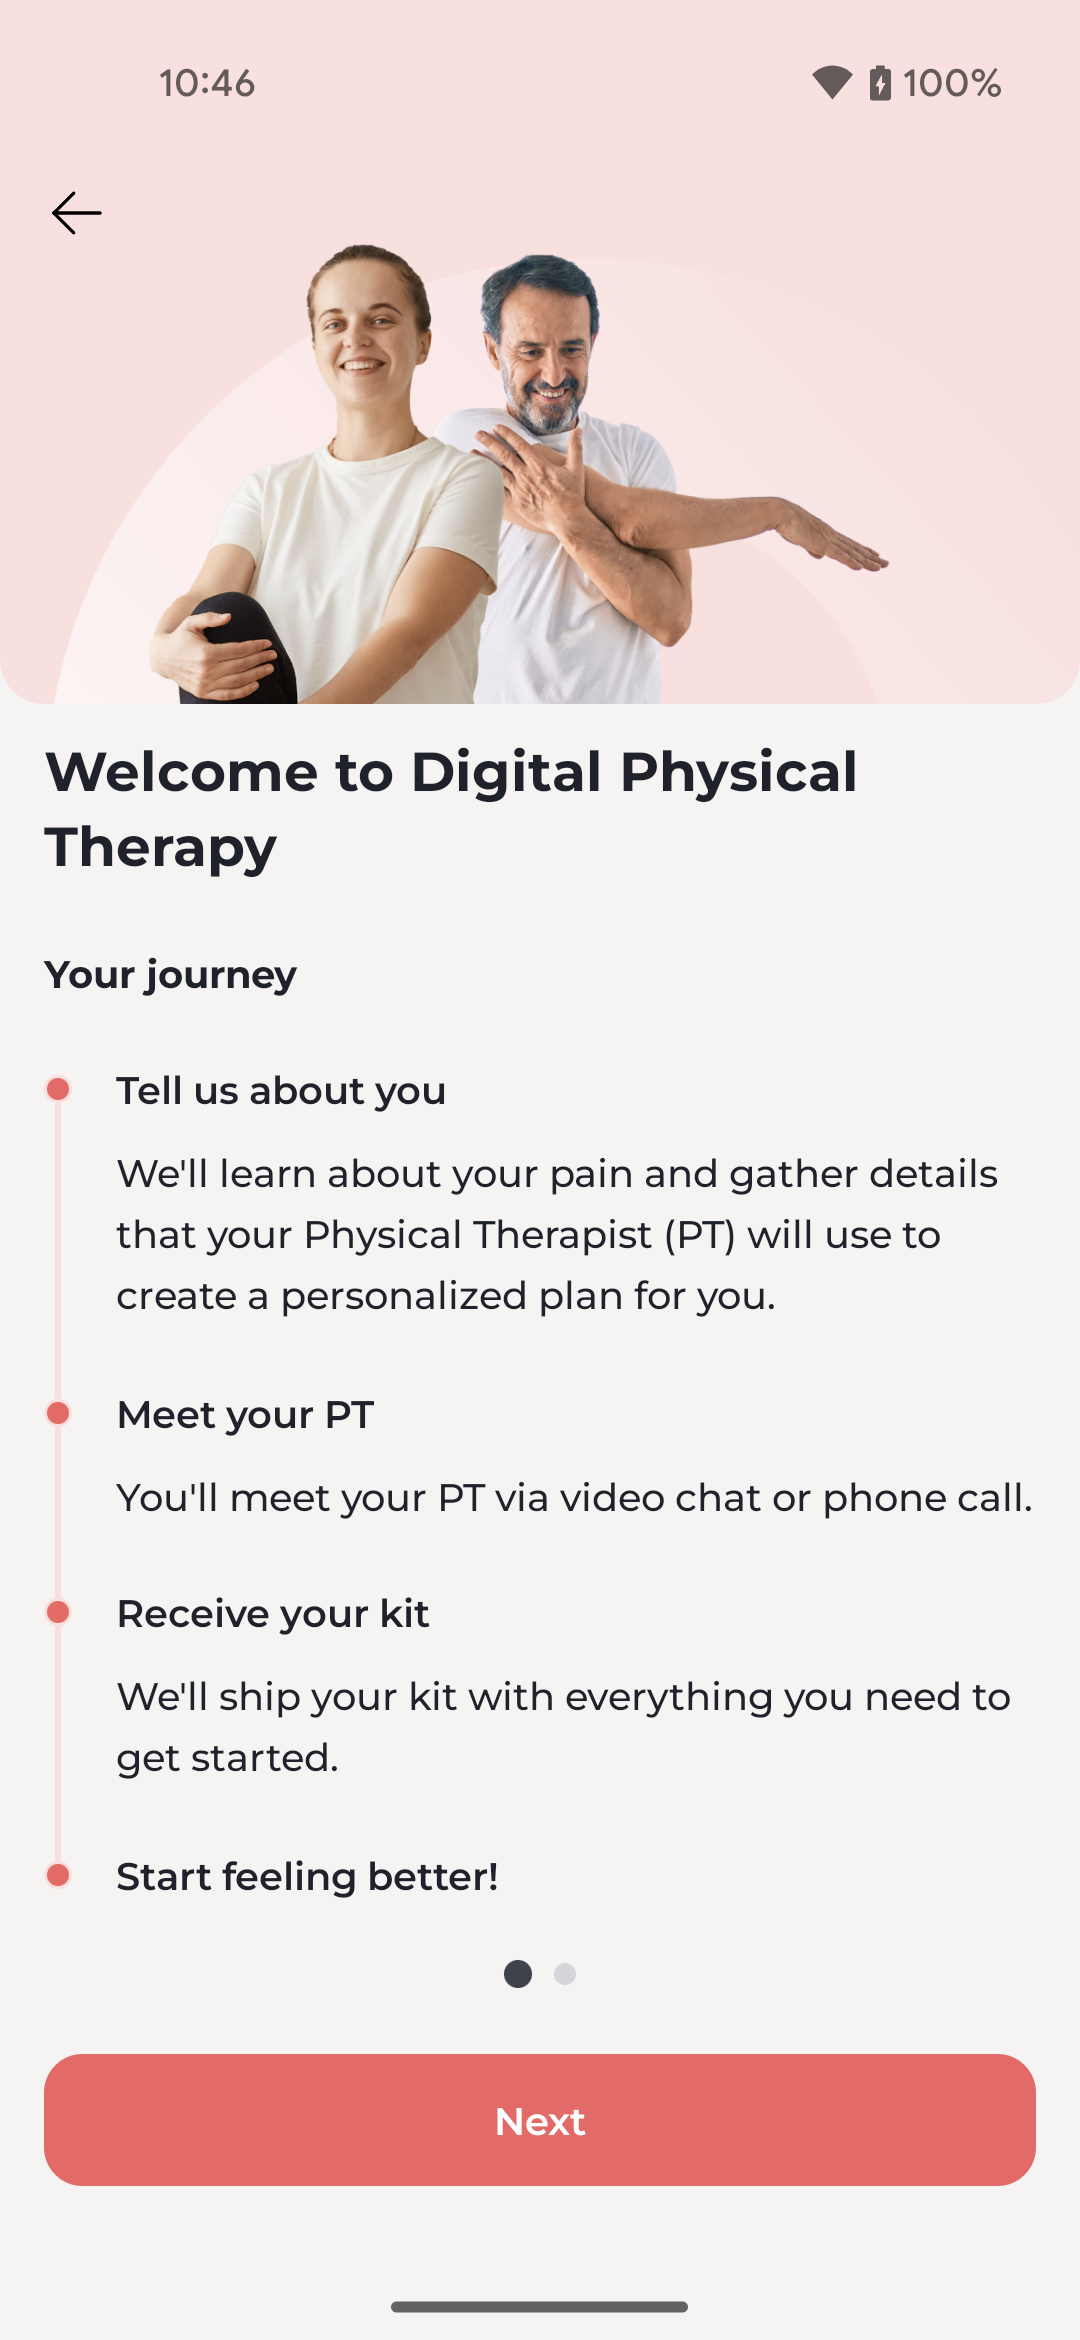 10:46
100%
Welcome to Digital Physical
Therapy
Your journey
Tell us about you
We'll learn about your pain and gather details
that your Physical Therapist (PT) will use to
create a personalized plan for you.
Meet your PT
You'll meet your PT via video chat or phone call.
Receive your kit
We'll ship your kit with everything you need to
get started.
Start feeling better!
Next